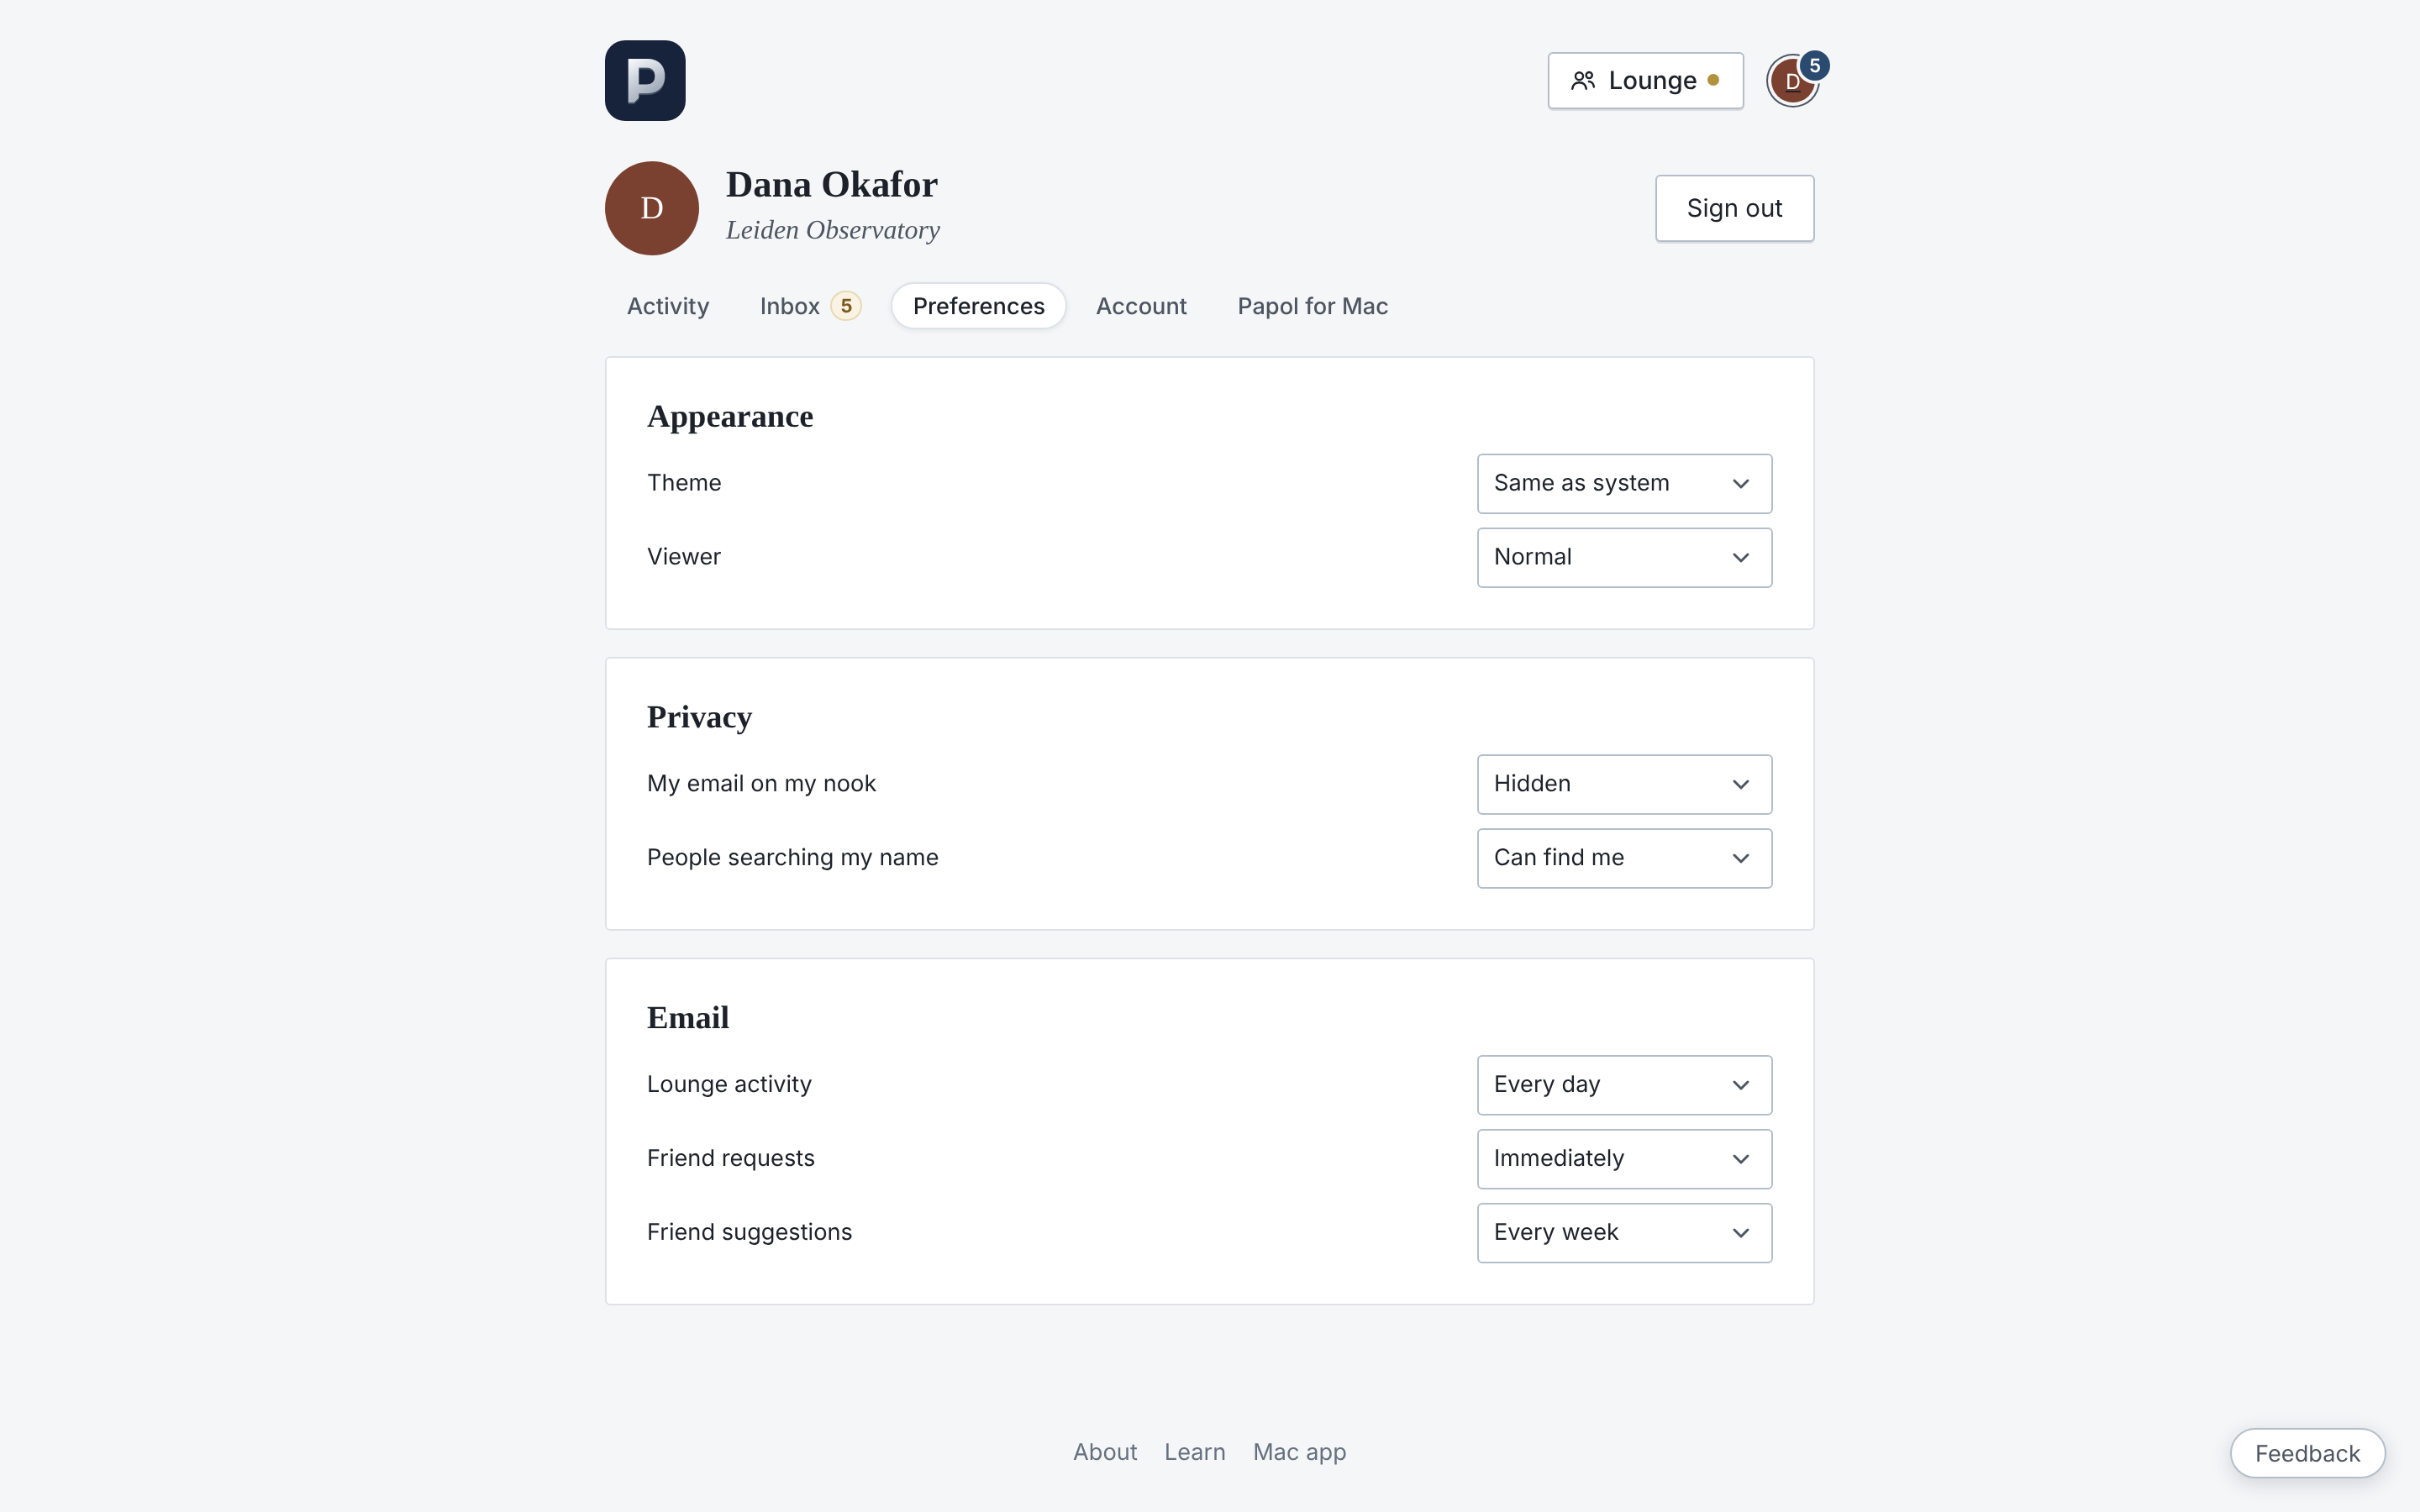 P
Lounge
D
5
D
Dana Okafor
Leiden Observatory
Sign out
Activity
Inbox 5
Preferences
Account
Papol for Mac
Appearance
Theme
Same as system
Viewer
Normal
Privacy
My email on my nook
Hidden
People searching my name
Can find me
Email
Lounge activity
Every day
Friend requests
Immediately
Friend suggestions
Every week
About
Learn
Mac app
Feedback